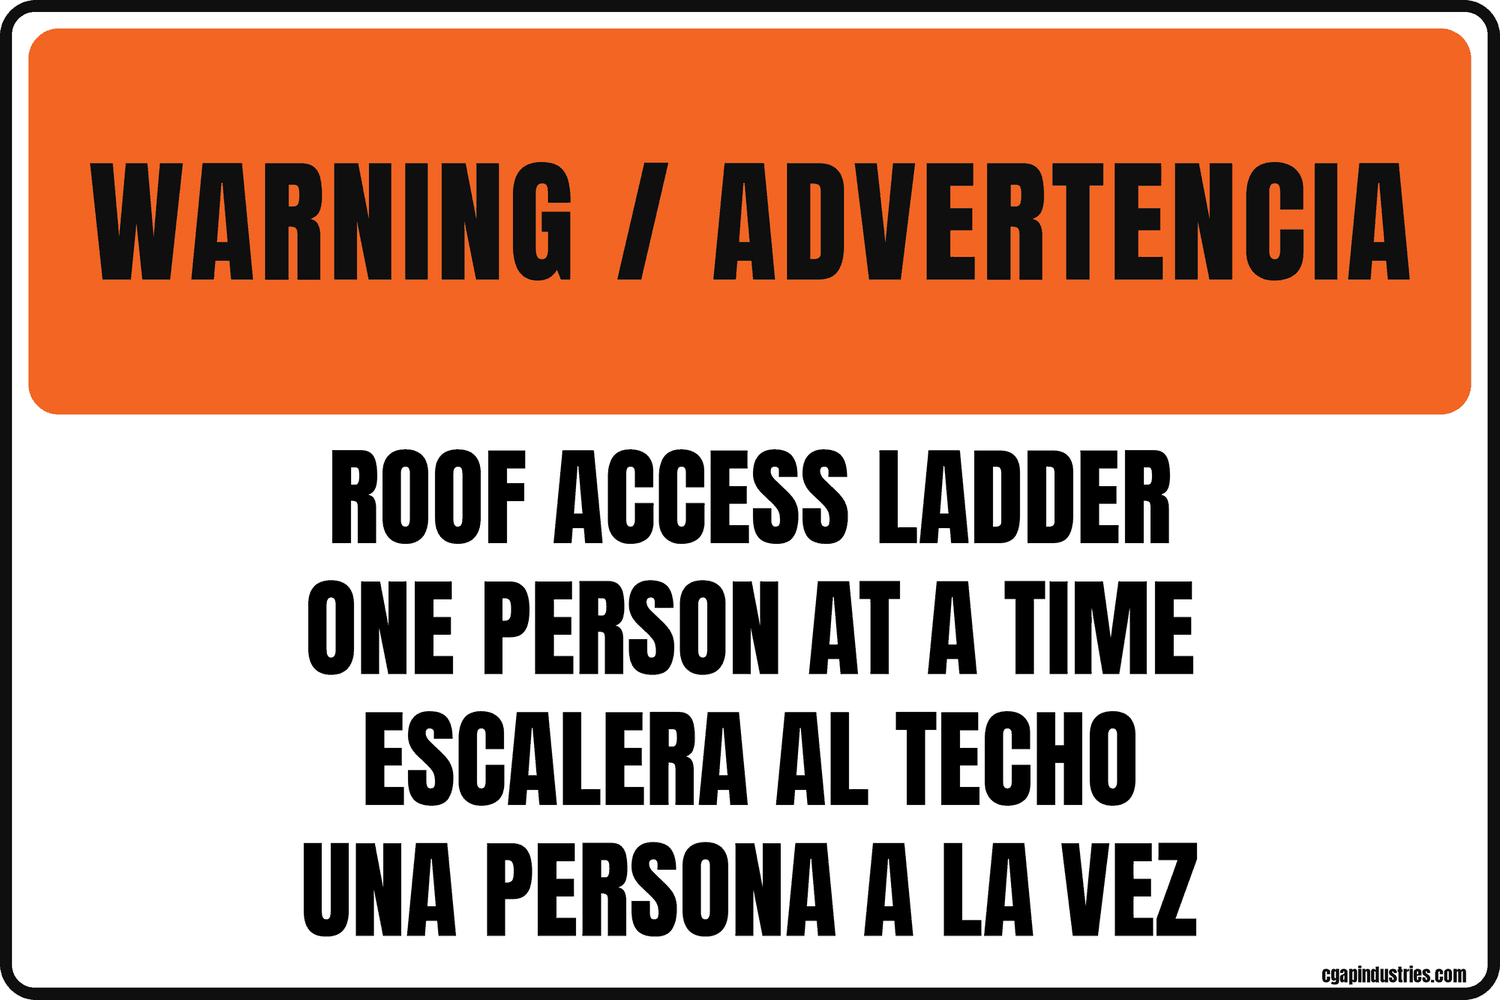 WARNING / ADVERTENCIA
ROOF ACCESS LADDER
ONE PERSON AT A TIME
ESCALERA AL TECHO
UNA PERSONA A LA VEZ
cgapindustries.com